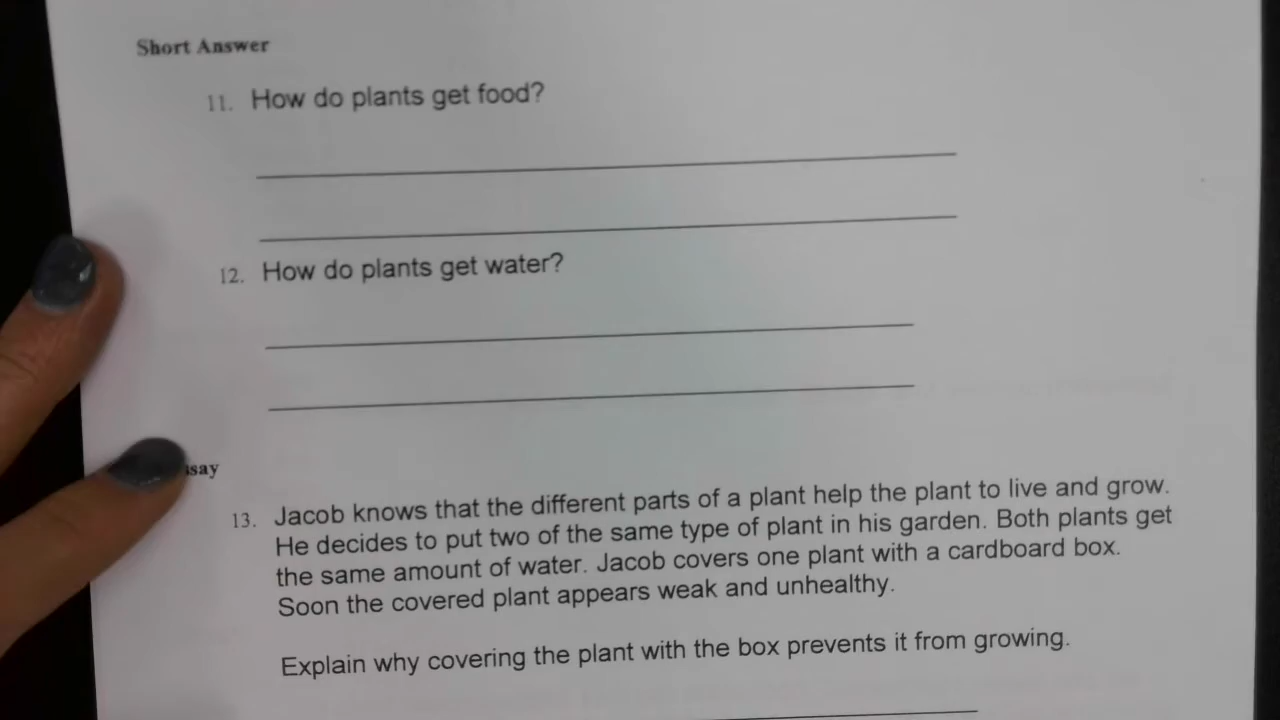 Short Answer
11. How do plants get food?
12. How do plants get water?
13. Jacob knows that the different parts of a plant help the plant to live and grow.
He decides to put two of the same type of plant in his garden. Both plants get
the same amount of water. Jacob covers one plant with a cardboard box.
Soon the covered plant appears weak and unhealthy.
Explain why covering the plant with the box prevents it from growing.